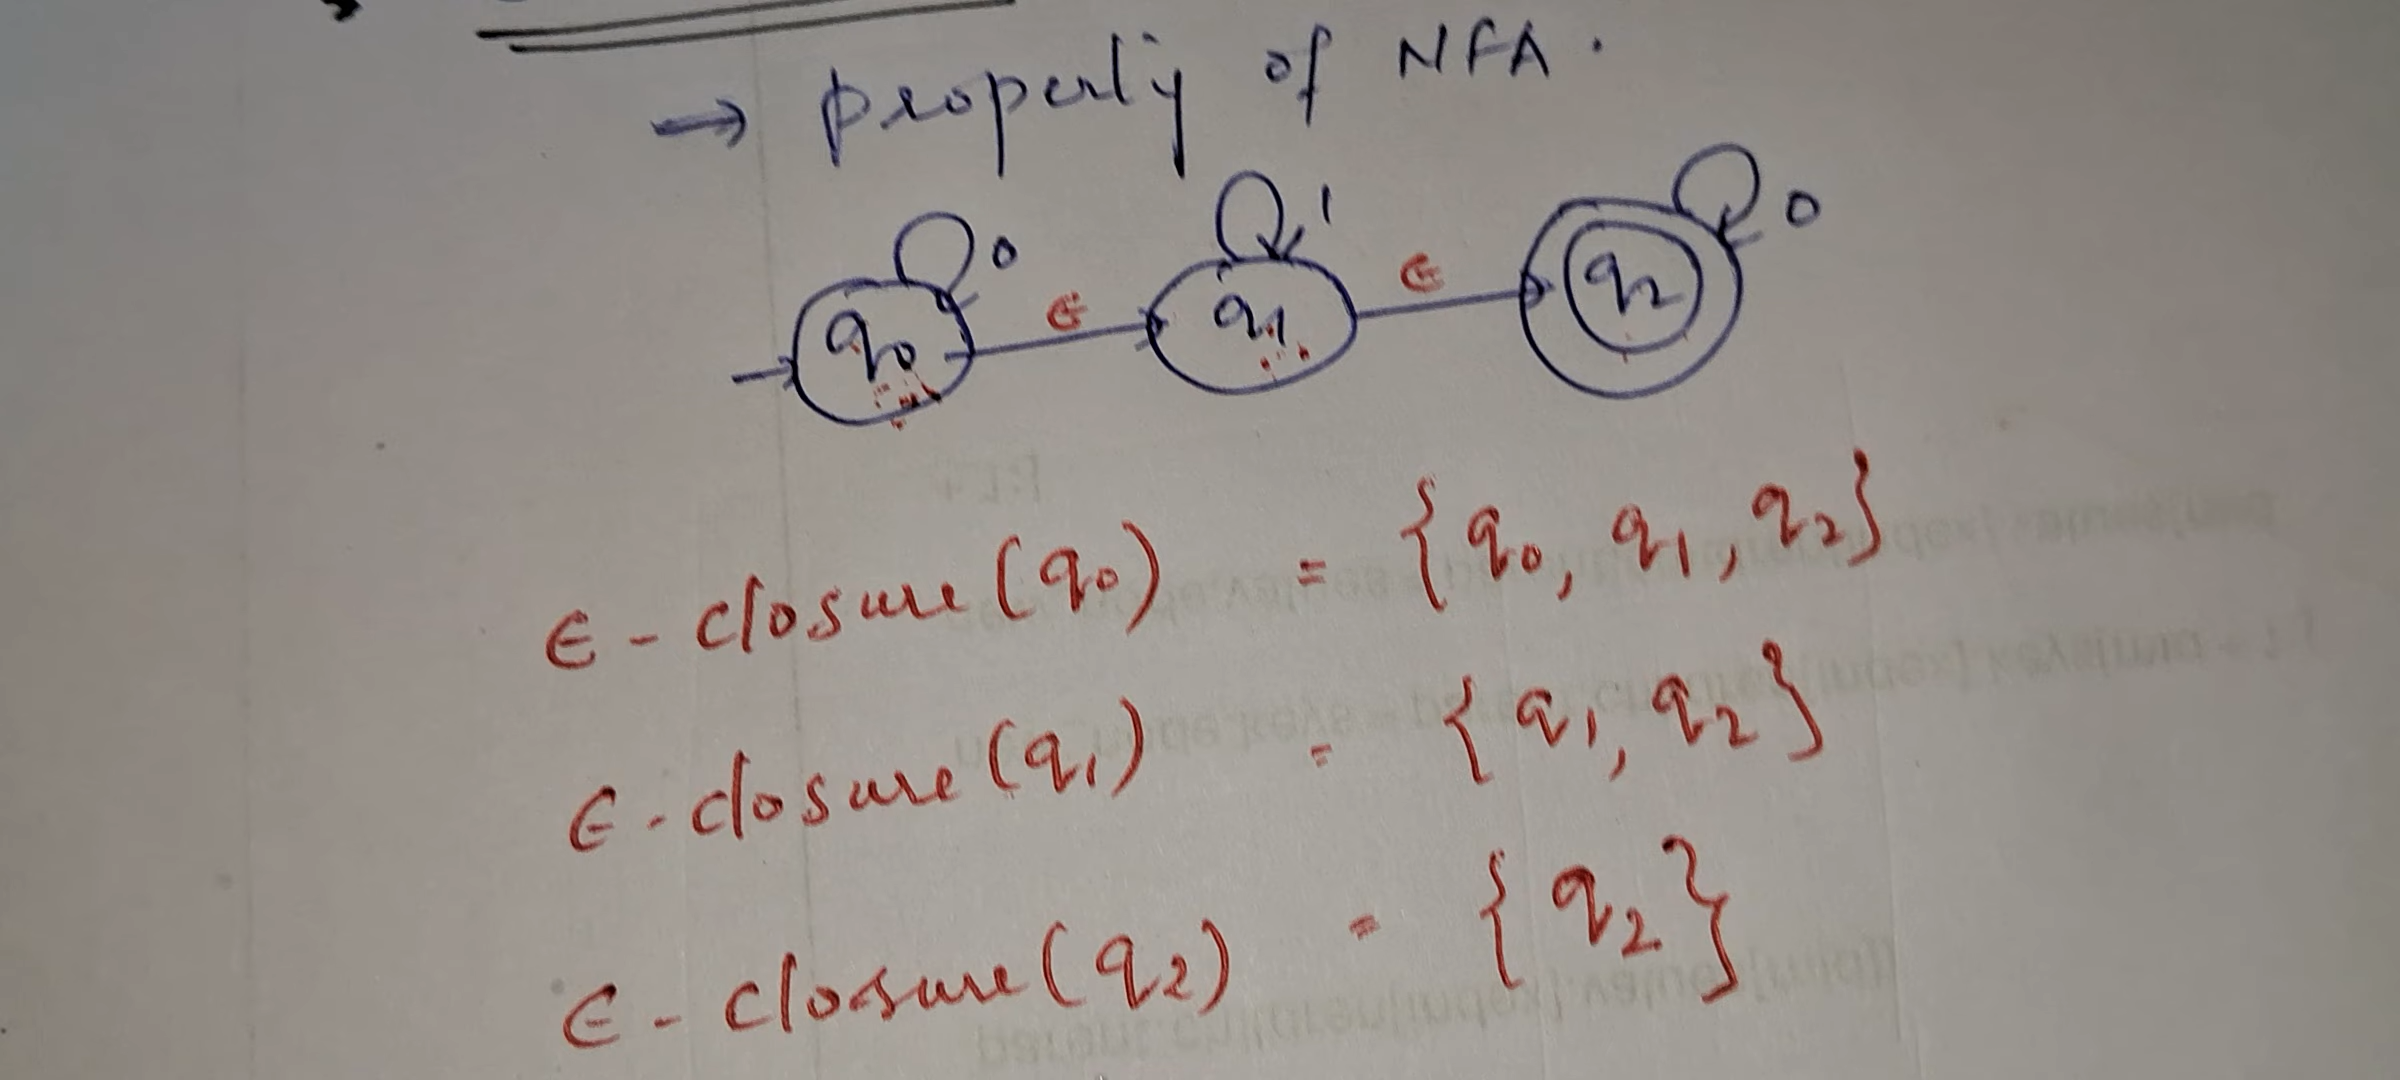 → property of NFA.
0 1 0
q0 ϵ q1 ϵ q2
ϵ - closure (q0) = {q0, q1, q2}
ϵ - closure (q1) = {q1, q2}
ϵ - closure (q2) = {q2}